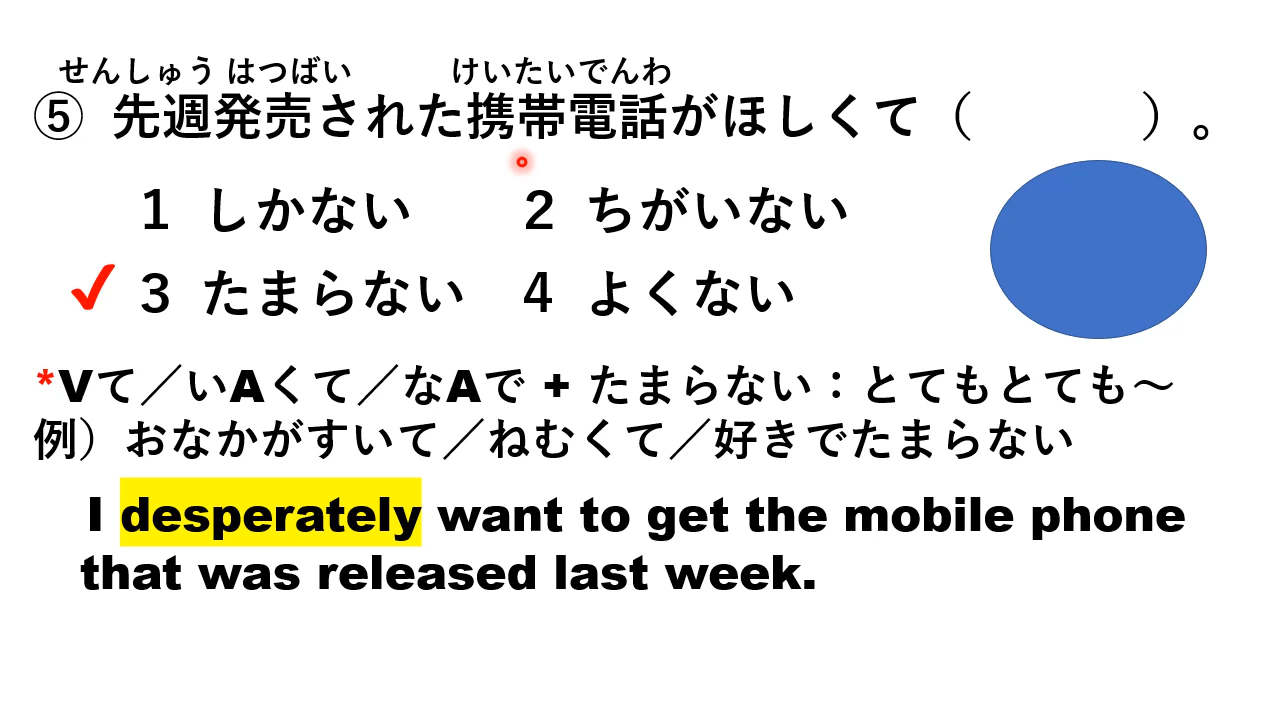 せんしゅう はつばい けいたいでんわ
⑤ 先週発売された携帯電話がほしくて（ ）。
1 しかない 2 ちがいない
✓ 3 たまらない 4 よくない
*Vて／いAくて／なAで + たまらない：とてもとても～
例）おなかがすいて／ねむくて／好きでたまらない
I desperately want to get the mobile phone
that was released last week.